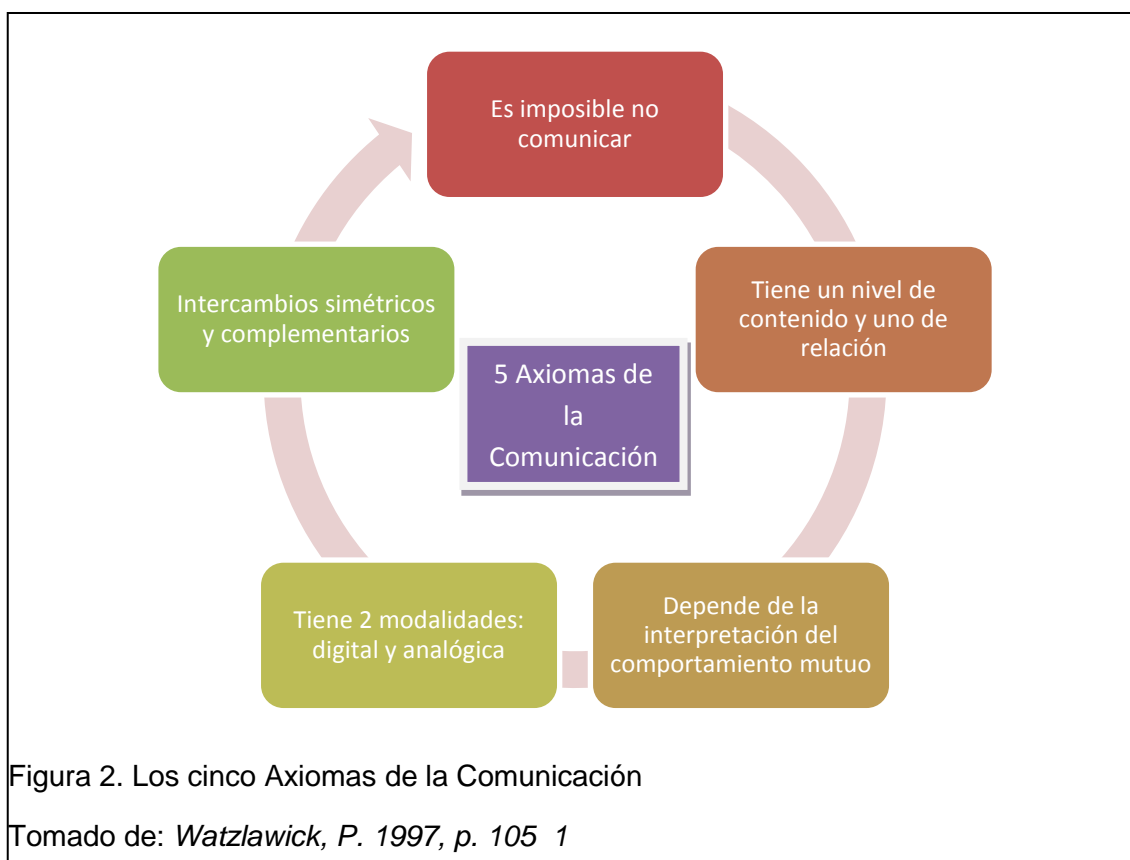 Es imposible no
comunicar
Tiene un nivel de
contenido y uno de
relación
Depende de la
interpretación del
comportamiento mutuo
Tiene 2 modalidades:
digital y analógica
Intercambios simétricos
y complementarios
5 Axiomas de
la
Comunicación
Figura 2. Los cinco Axiomas de la Comunicación
Tomado de: Watzlawick, P. 1997, p. 105 1